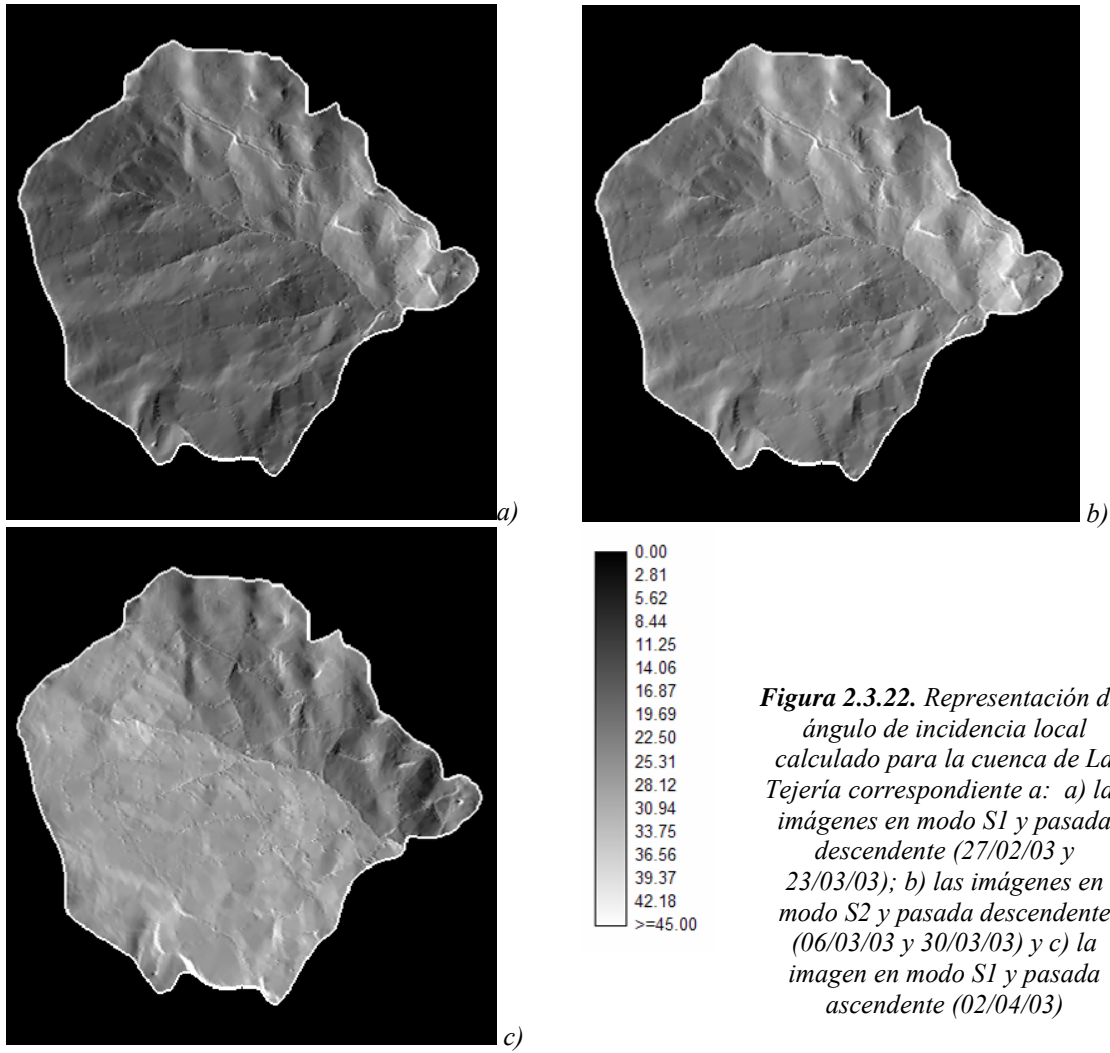 a)
b)
0.00
2.81
5.62
8.44
11.25
14.06
16.87
19.69
22.50
25.31
28.12
30.94
33.75
36.56
39.37
42.18
>=45.00
Figura 2.3.22. Representación d
ángulo de incidencia local
calculado para la cuenca de La
Tejería correspondiente a: a) la
imágenes en modo S1 y pasada
descendente (27/02/03 y
23/03/03); b) las imágenes en
modo S2 y pasada descendente
(06/03/03 y 30/03/03) y c) la
imagen en modo S1 y pasada
ascendente (02/04/03)
c)